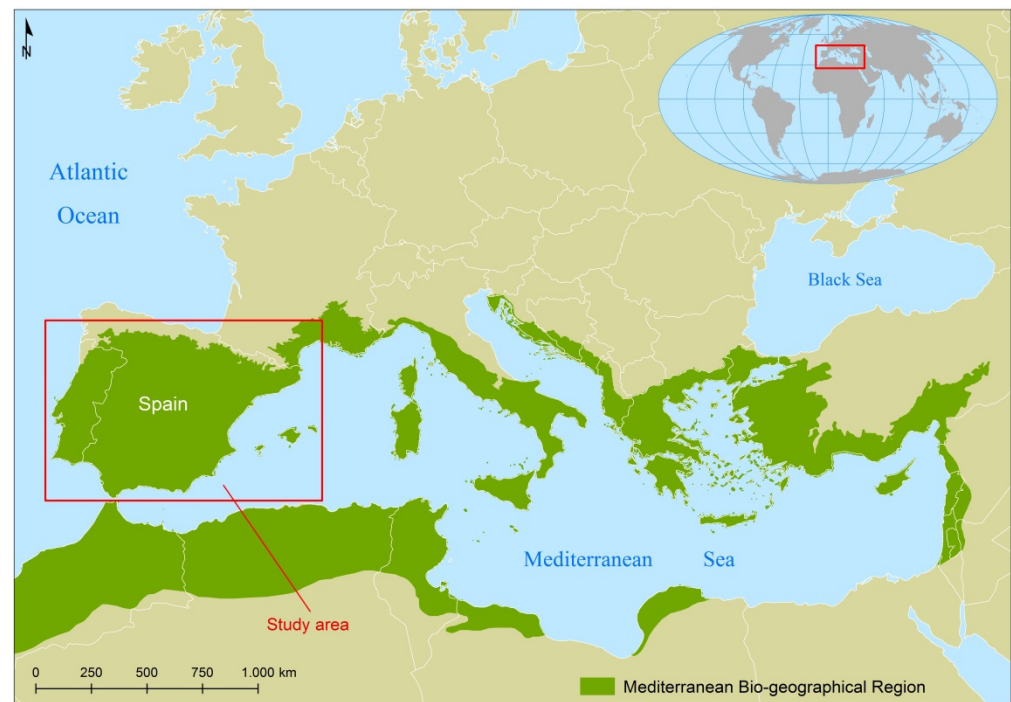 N
Atlantic
Ocean
Black Sea
Spain
Mediterranean Sea
Study area
0 250 500 750 1.000 km
Mediterranean Bio-geographical Region